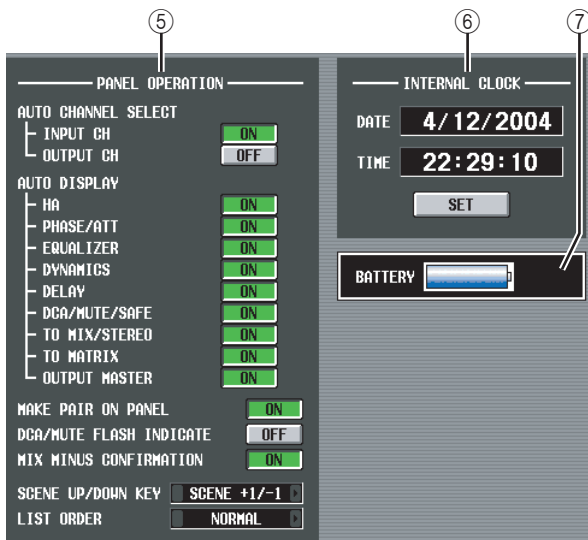 ⑤ ⑥ ⑦
PANEL OPERATION
AUTO CHANNEL SELECT
INPUT CH ON
OUTPUT CH OFF
AUTO DISPLAY
HA ON
PHASE/ATT ON
EQUALIZER ON
DYNAMICS ON
DELAY ON
DCA/MUTE/SAFE ON
TO MIX/STEREO ON
TO MATRIX ON
OUTPUT MASTER ON
MAKE PAIR ON PANEL ON
DCA/MUTE FLASH INDICATE OFF
MIX MINUS CONFIRMATION ON
SCENE UP/DOWN KEY SCENE +1/-1
LIST ORDER NORMAL
INTERNAL CLOCK
DATE 4/12/2004
TIME 22:29:10
SET
BATTERY